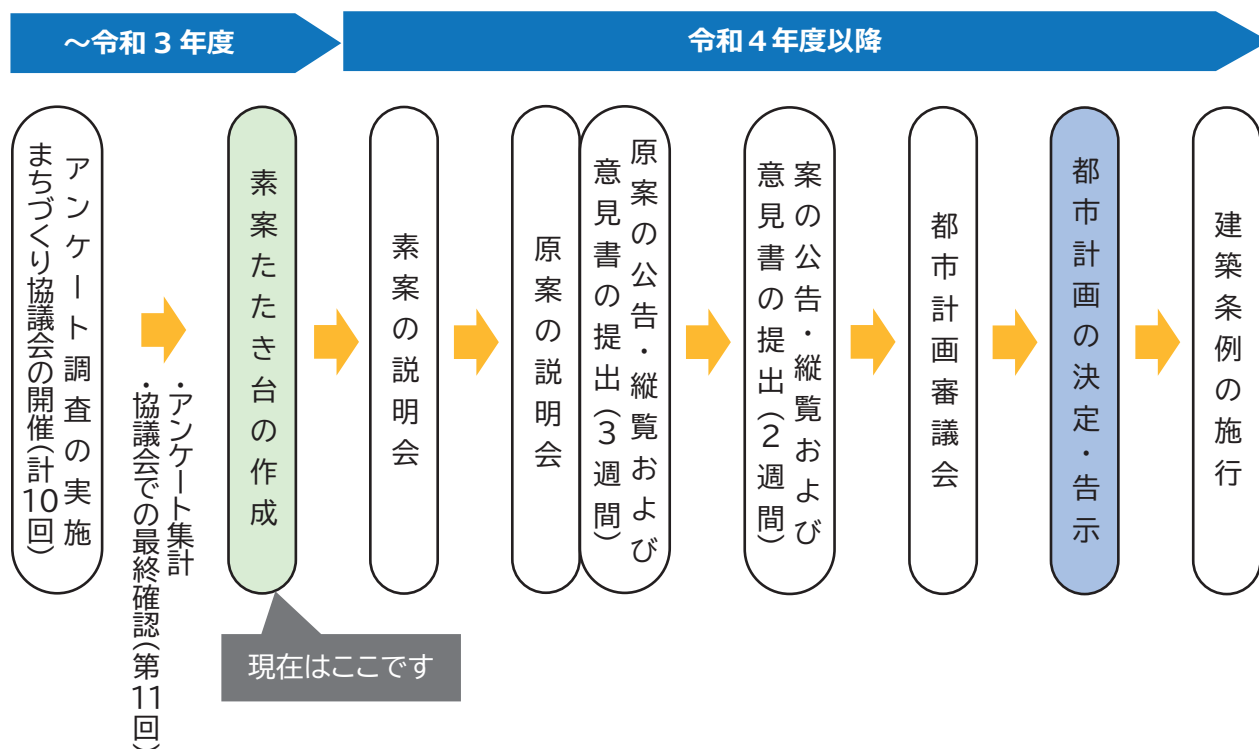 ～令和3年度
令和4年度以降
アンケート調査の実施
まちづくり協議会の開催(計10回)
・アンケート集計
・協議会での最終確認(第11回)
素案たたき台の作成
現在はここです
素案の説明会
原案の説明会
原案の公告・縦覧および
意見書の提出(3週間)
案の公告・縦覧および
意見書の提出(2週間)
都市計画審議会
都市計画の決定・告示
建築条例の施行